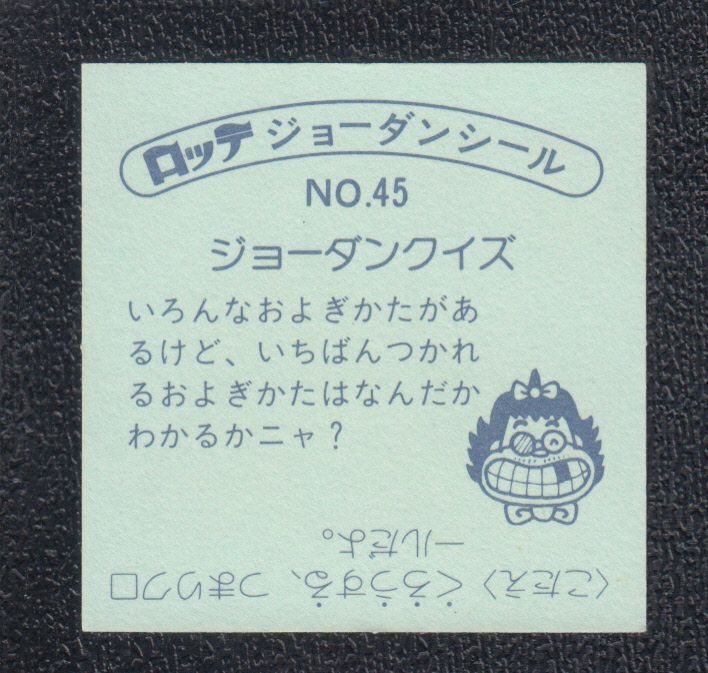 ロッテ ジョーダンシール
NO.45
ジョーダンクイズ
いろんなおよぎかたがあ
るけど、いちばんつかれ
るおよぎかたはなんだか
わかるかニャ？
〈こたえ〉くろうする、つまりクロ
ールだよ。